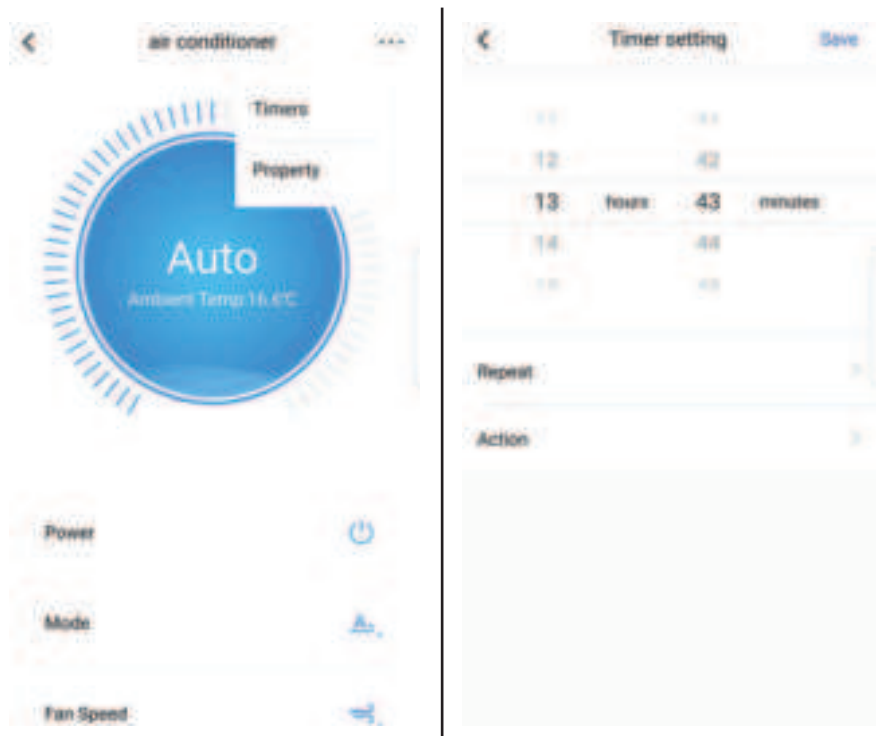 air conditioner
Timers
Property
Auto
Ambient Temp 16.6℃
Power
Mode
Fan Speed
Timer setting
Save
12 42
13 hours 43 minutes
14 44
Repeat
Action